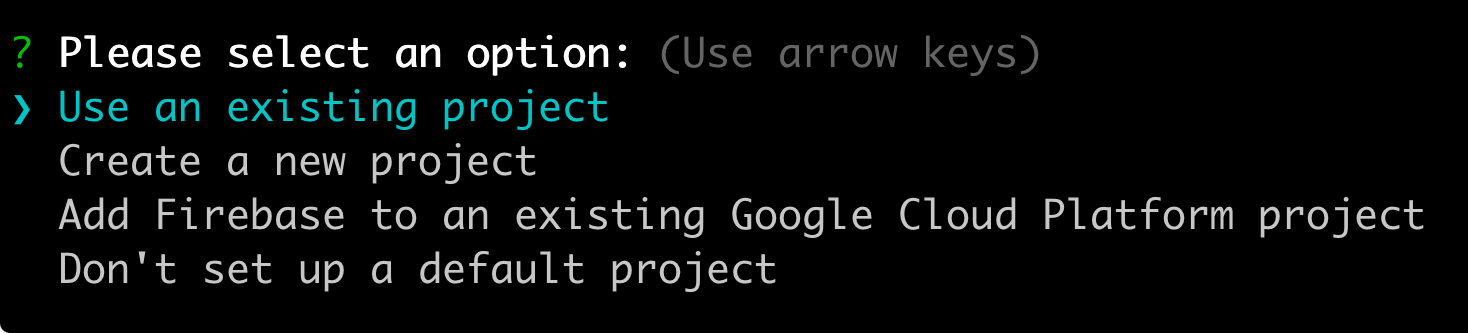 ? Please select an option: (Use arrow keys)
❯ Use an existing project
Create a new project
Add Firebase to an existing Google Cloud Platform project
Don't set up a default project